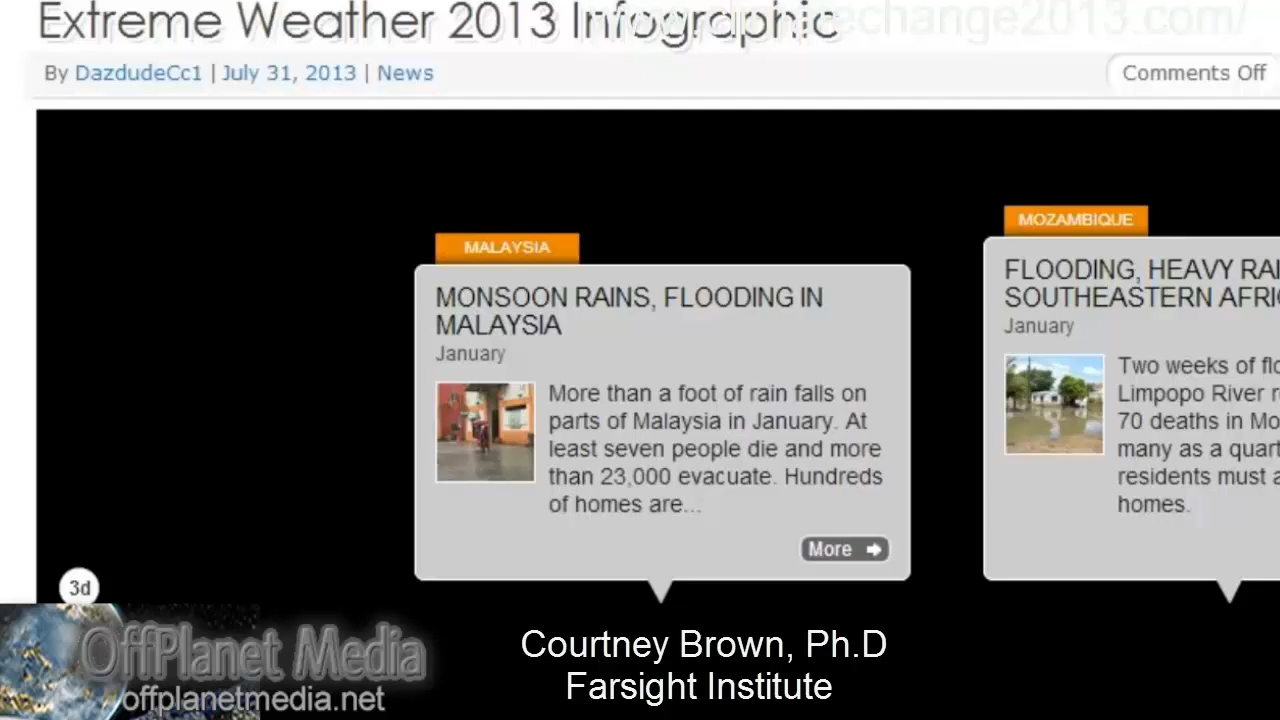 Extreme Weather 2013 Infographic
echange2013.com/
By DazdudeCc1 | July 31, 2013 | News
Comments Off
MALAYSIA
MONSOON RAINS, FLOODING IN
MALAYSIA
January
More than a foot of rain falls on
parts of Malaysia in January. At
least seven people die and more
than 23,000 evacuate. Hundreds
of homes are...
More
MOZAMBIQUE
FLOODING, HEAVY RAI
SOUTHEASTERN AFRI
January
Two weeks of flo
Limpopo River r
70 deaths in Mo
many as a quart
residents must a
homes.
3d
OffPlanet Media
offplanetmedia.net
Courtney Brown, Ph.D
Farsight Institute